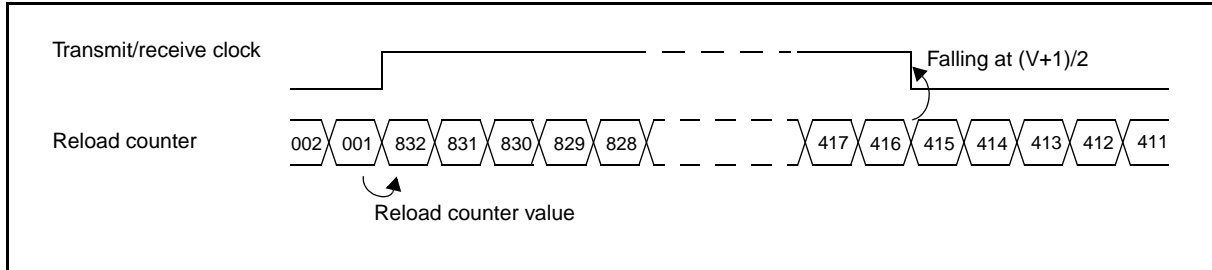 Transmit/receive clock
Falling at (V+1)/2
Reload counter 002 001 832 831 830 829 828 417 416 415 414 413 412 411
Reload counter value